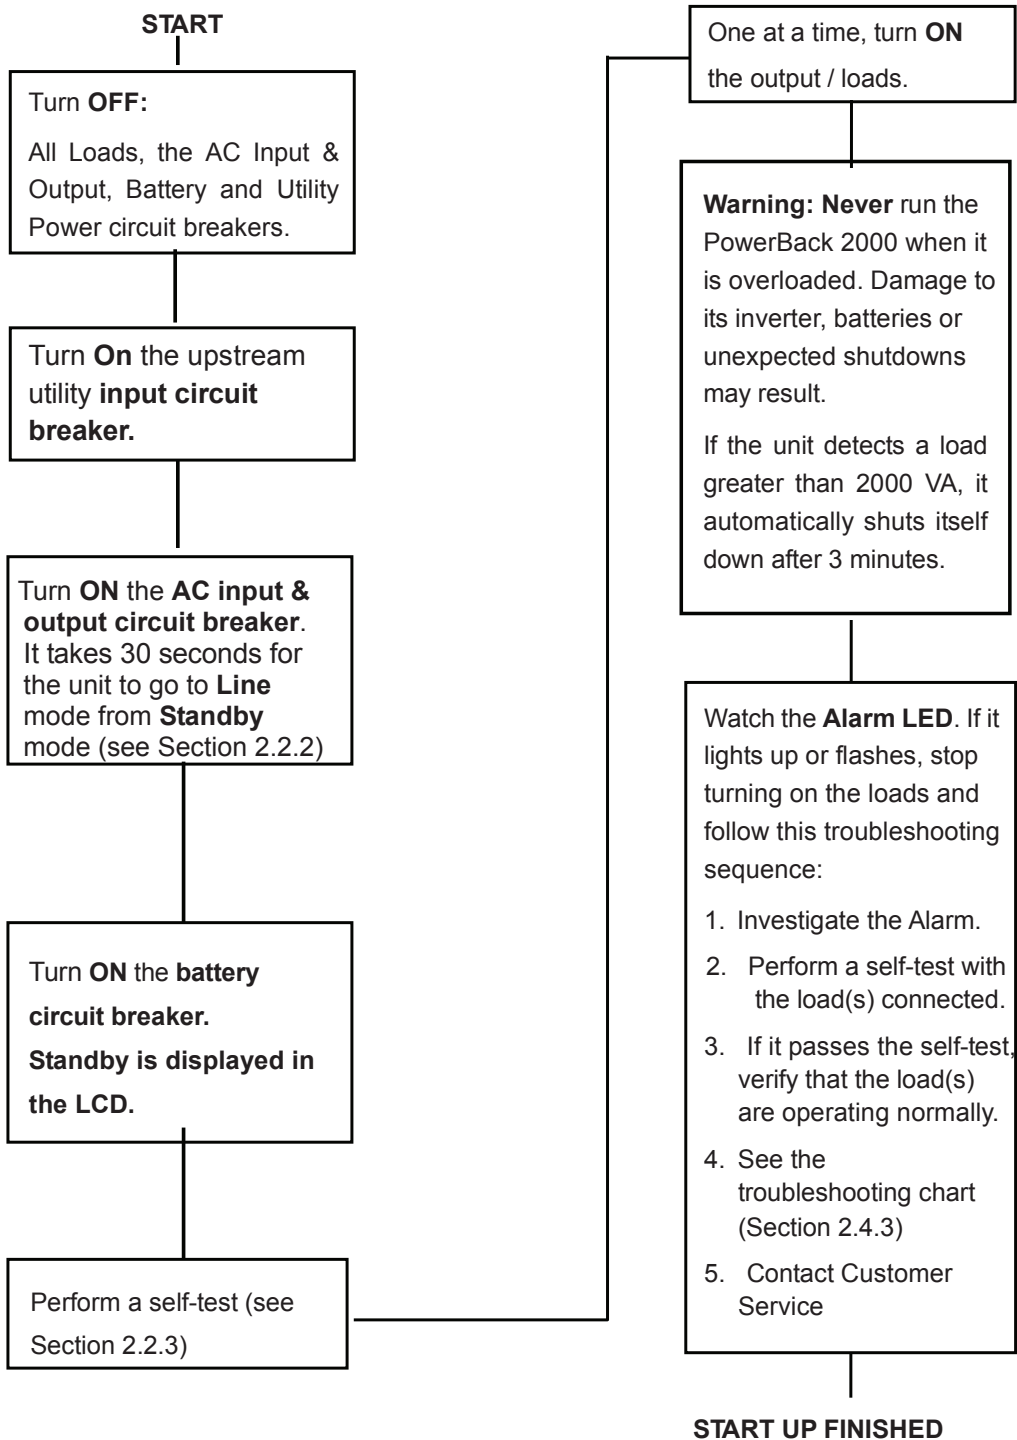 START
Turn OFF:
All Loads, the AC Input &
Output, Battery and Utility
Power circuit breakers.
Turn On the upstream
utility input circuit
breaker.
Turn ON the AC input &
output circuit breaker.
It takes 30 seconds for
the unit to go to Line
mode from Standby
mode (see Section 2.2.2)
Turn ON the battery
circuit breaker.
Standby is displayed in
the LCD.
Perform a self-test (see
Section 2.2.3)
One at a time, turn ON
the output / loads.
Warning: Never run the
PowerBack 2000 when it
is overloaded. Damage to
its inverter, batteries or
unexpected shutdowns
may result.
If the unit detects a load
greater than 2000 VA, it
automatically shuts itself
down after 3 minutes.
Watch the Alarm LED. If it
lights up or flashes, stop
turning on the loads and
follow this troubleshooting
sequence:
1. Investigate the Alarm.
2. Perform a self-test with
the load(s) connected.
3. If it passes the self-test,
verify that the load(s)
are operating normally.
4. See the
troubleshooting chart
(Section 2.4.3)
5. Contact Customer
Service
START UP FINISHED